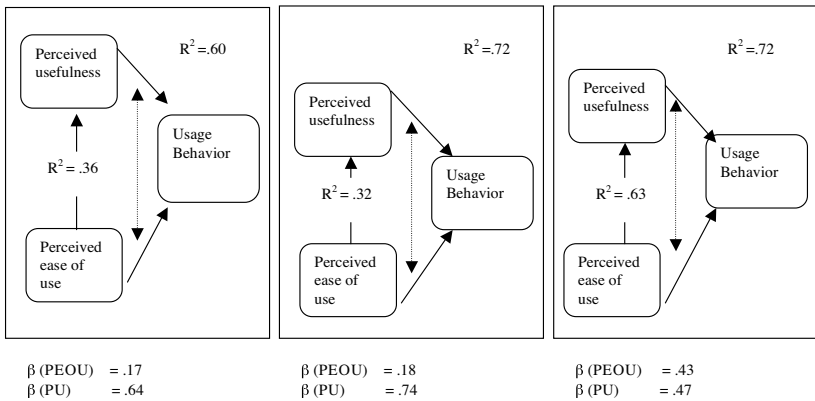 R² =.60
Perceived
usefulness
Usage
Behavior
R² = .36
Perceived
ease of
use
β (PEOU) = .17
β (PU) = .64
R² =.72
Perceived
usefulness
Usage
Behavior
R² = .32
Perceived
ease of
use
β (PEOU) = .18
β (PU) = .74
R² =.72
Perceived
usefulness
Usage
Behavior
R² = .63
Perceived
ease of
use
β (PEOU) = .43
β (PU) = .47